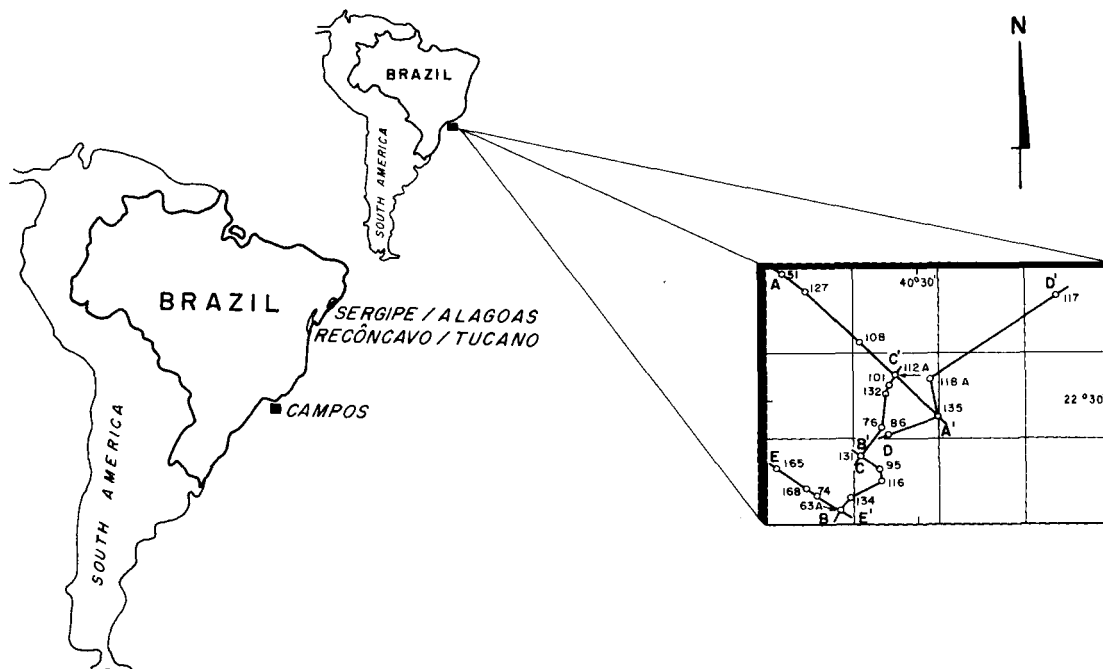 N
BRAZIL
SOUTH AMERICA
BRAZIL
SERGIPE / ALAGOAS
RECÔNCAVO / TUCANO
CAMPOS
SOUTH AMERICA
A
51
127
40°30'
D'
117
108
C'
112 A
101
132
118 A
22°30
135
A'
76
86
D
B'
131
C
95
E
165
116
168
74
134
63A
B
E'